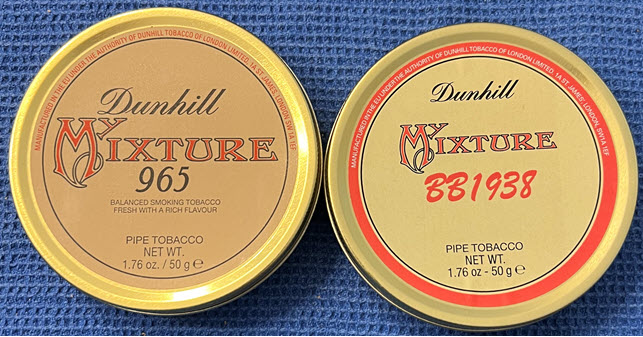 MANUFACTURED IN THE EU UNDER THE AUTHORITY OF DUNHILL TOBACCO OF LONDON LIMITED, 1A ST. JAMES', LONDON, SW1A 1EF
Dunhill
MY MIXTURE
965
BALANCED SMOKING TOBACCO
FRESH WITH A RICH FLAVOUR
PIPE TOBACCO
NET WT.
1.76 oz. / 50 g ℮
MANUFACTURED IN THE EU UNDER THE AUTHORITY OF DUNHILL TOBACCO OF LONDON LIMITED, 1A ST. JAMES', LONDON, SW1A 1EF
Dunhill
MY MIXTURE
BB1938
PIPE TOBACCO
NET WT.
1.76 oz - 50 g ℮